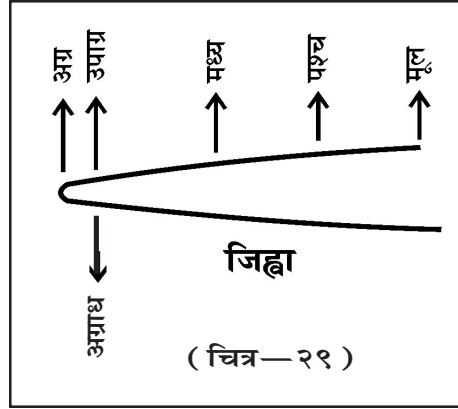 अग्र
उपाग्र
मध्य
पश्च
मूल
जिह्वा
अग्राध
(चित्र—२९)